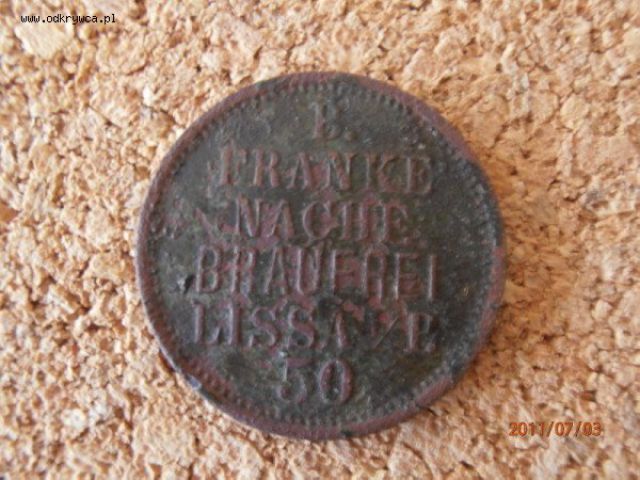 www.odkrywca.pl
E.
FRANKE
NACHF.
BRAUEREI
LISSA i/P.
50
2011/07/03